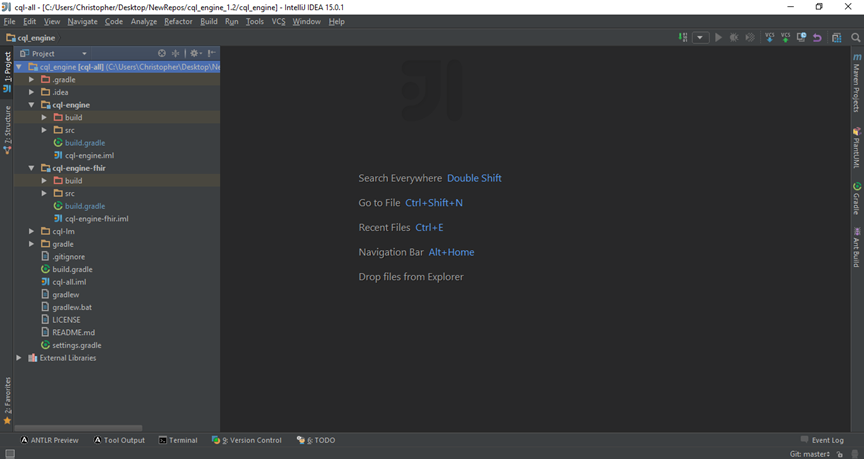 cql-all - [C:/Users/Christopher/Desktop/NewRepos/cql_engine_1.2/cql_engine] - IntelliJ IDEA 15.0.1
File Edit View Navigate Code Analyze Refactor Build Run Tools VCS Window Help
cql_engine
VCS VCS
1: Project
Project
cql_engine [cql-all] (C:\Users\Christopher\Desktop\Ne
.gradle
.idea
cql-engine
build
src
build.gradle
cql-engine.iml
cql-engine-fhir
build
src
build.gradle
cql-engine-fhir.iml
cql-lm
gradle
.gitignore
build.gradle
cql-all.iml
gradlew
gradlew.bat
LICENSE
README.md
settings.gradle
External Libraries
2: Structure
2: Favorites
Search Everywhere Double Shift
Go to File Ctrl+Shift+N
Recent Files Ctrl+E
Navigation Bar Alt+Home
Drop files from Explorer
Maven Projects
PlantUML
Gradle
Ant Build
ANTLR Preview Tool Output Terminal 9: Version Control 6: TODO Event Log
Git: master